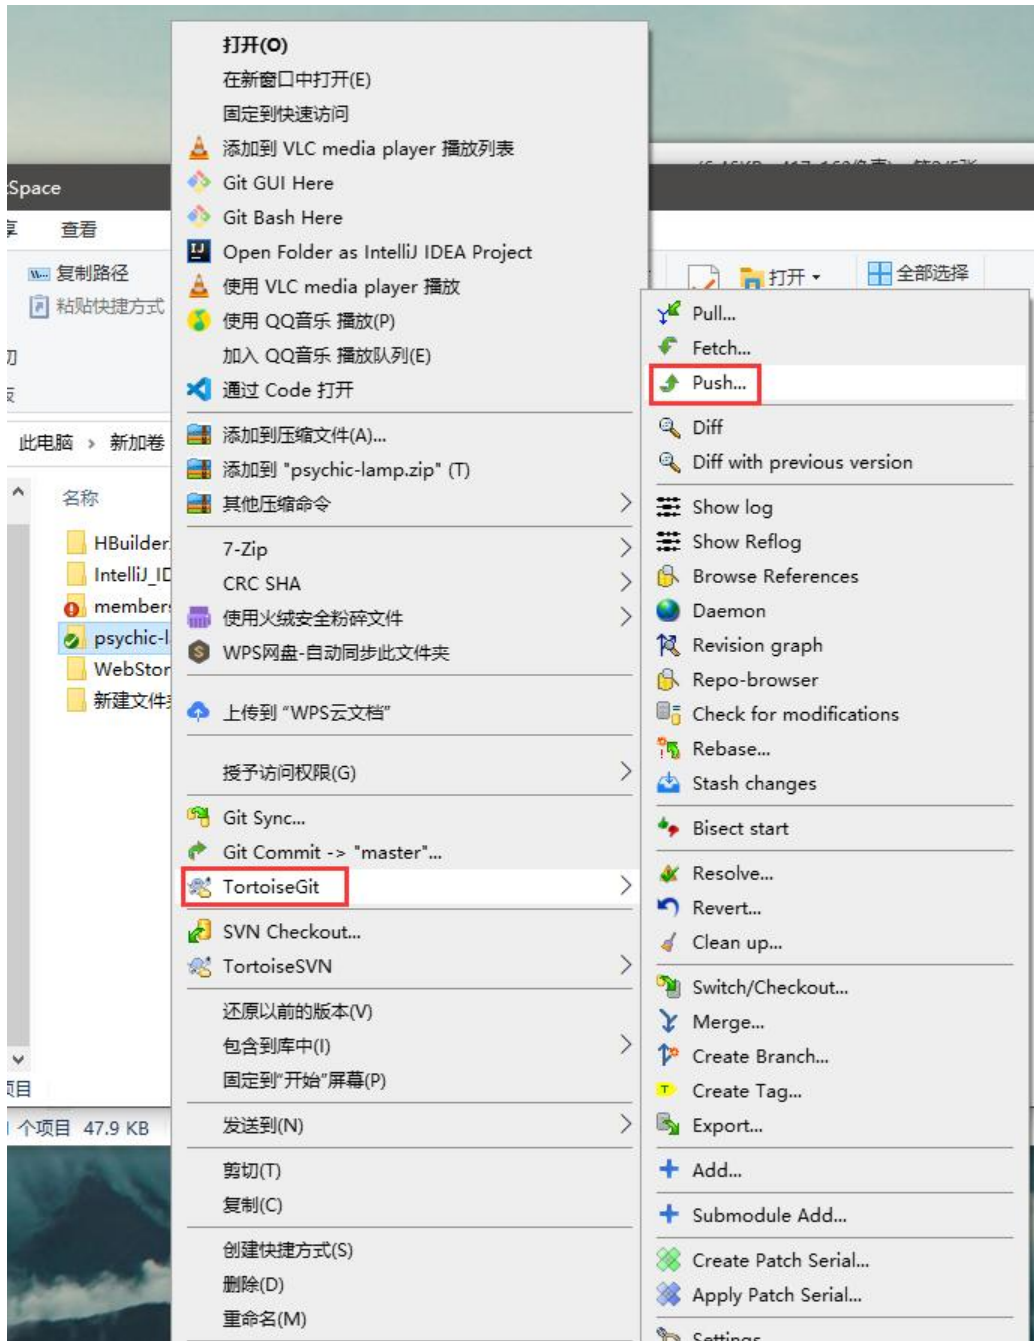 打开(O)
在新窗口中打开(E)
固定到快速访问
添加到 VLC media player 播放列表
Git GUI Here
Git Bash Here
Open Folder as IntelliJ IDEA Project
使用 VLC media player 播放
使用 QQ音乐 播放(P)
加入 QQ音乐 播放队列(E)
通过 Code 打开
添加到压缩文件(A)...
添加到 "psychic-lamp.zip" (T)
其他压缩命令
7-Zip
CRC SHA
使用火绒安全粉碎文件
WPS网盘-自动同步此文件夹
上传到 “WPS云文档”
授予访问权限(G)
Git Sync...
Git Commit -> "master"...
TortoiseGit
SVN Checkout...
TortoiseSVN
还原以前的版本(V)
包含到库中(I)
固定到"开始"屏幕(P)
发送到(N)
剪切(T)
复制(C)
创建快捷方式(S)
删除(D)
重命名(M)
Space
查看
复制路径
粘贴快捷方式
此电脑 › 新加卷
名称
HBuilder
IntelliJ_ID
members
psychic-l
WebStor
新建文件
项目
个项目 47.9 KB
打开
全部选择
Pull...
Fetch...
Push...
Diff
Diff with previous version
Show log
Show Reflog
Browse References
Daemon
Revision graph
Repo-browser
Check for modifications
Rebase...
Stash changes
Bisect start
Resolve...
Revert...
Clean up...
Switch/Checkout...
Merge...
Create Branch...
Create Tag...
Export...
Add...
Submodule Add...
Create Patch Serial...
Apply Patch Serial...
Settings